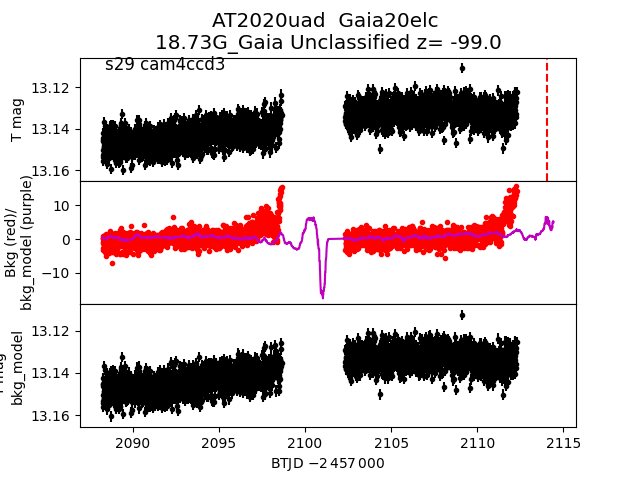 AT2020uad Gaia20elc
18.73G_Gaia Unclassified z= -99.0
s29 cam4ccd3
T mag
13.12
13.14
13.16
Bkg (red)/
bkg_model (purple)
10
0
−10
bkg_model
13.12
13.14
13.16
2090 2095 2100 2105 2110 2115
BTJD −2 457 000